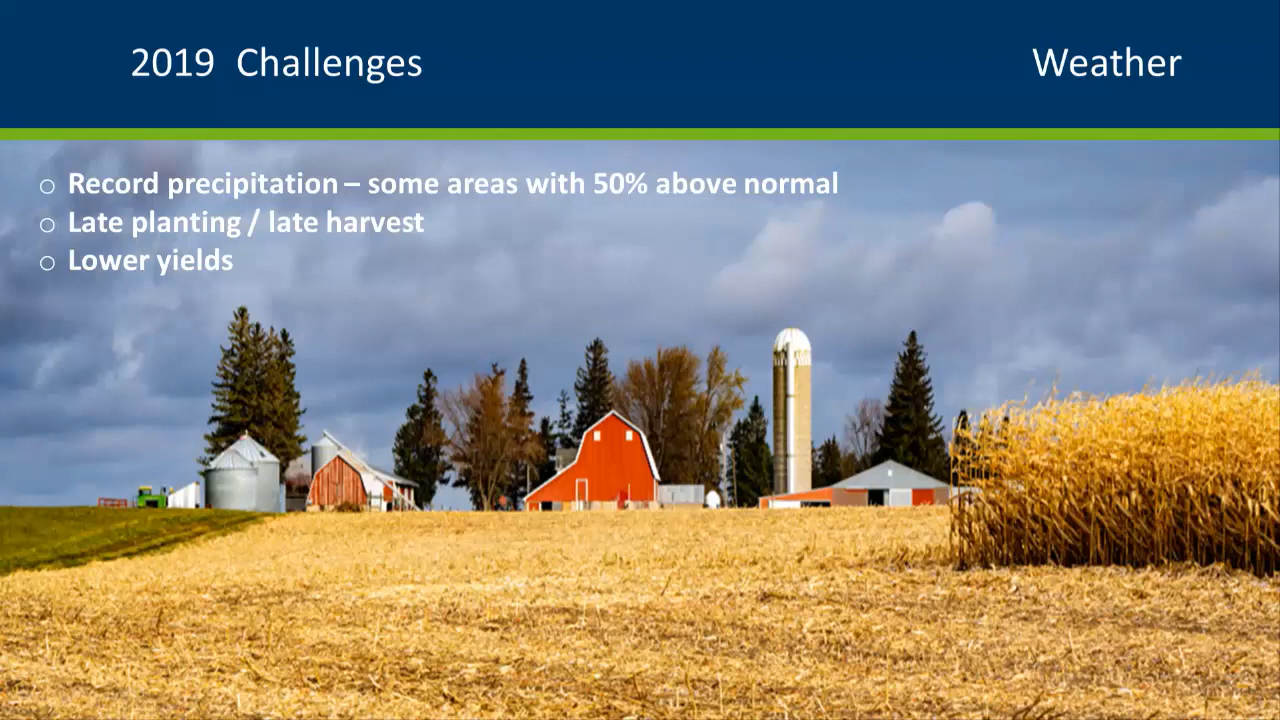 2019 Challenges
Weather
o Record precipitation – some areas with 50% above normal
o Late planting / late harvest
o Lower yields